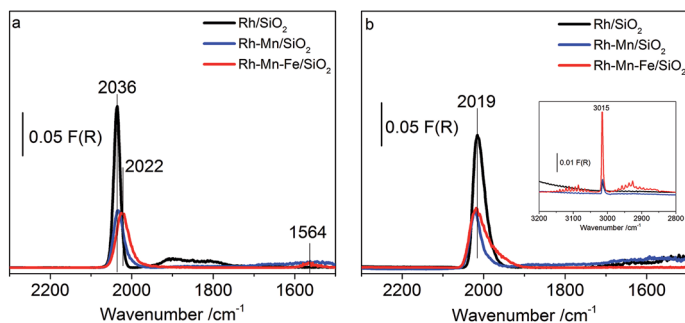 a
Rh/SiO2
Rh-Mn/SiO2
Rh-Mn-Fe/SiO2
2036
0.05 F(R)
2022
1564
2200 2000 1800 1600
Wavenumber /cm-1
b
Rh/SiO2
Rh-Mn/SiO2
Rh-Mn-Fe/SiO2
2019
0.05 F(R)
3015
0.01 F(R)
3200 3100 3000 2900 2800
Wavenumber /cm-1
2200 2000 1800 1600
Wavenumber /cm-1